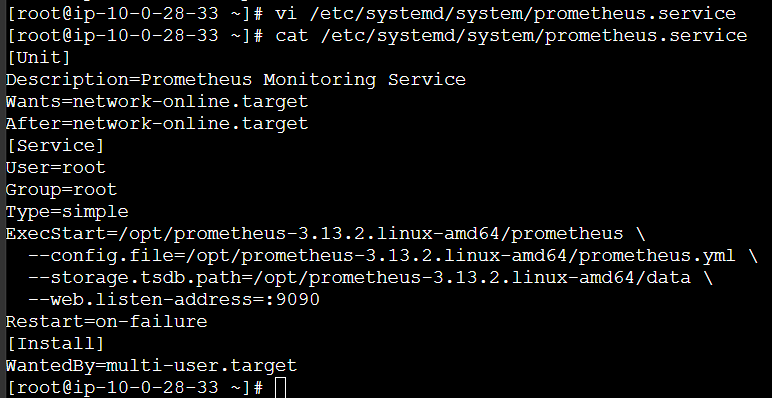 [root@ip-10-0-28-33 ~]# vi /etc/systemd/system/prometheus.service
[root@ip-10-0-28-33 ~]# cat /etc/systemd/system/prometheus.service
[Unit]
Description=Prometheus Monitoring Service
Wants=network-online.target
After=network-online.target
[Service]
User=root
Group=root
Type=simple
ExecStart=/opt/prometheus-3.13.2.linux-amd64/prometheus \
  --config.file=/opt/prometheus-3.13.2.linux-amd64/prometheus.yml \
  --storage.tsdb.path=/opt/prometheus-3.13.2.linux-amd64/data \
  --web.listen-address=:9090
Restart=on-failure
[Install]
WantedBy=multi-user.target
[root@ip-10-0-28-33 ~]#